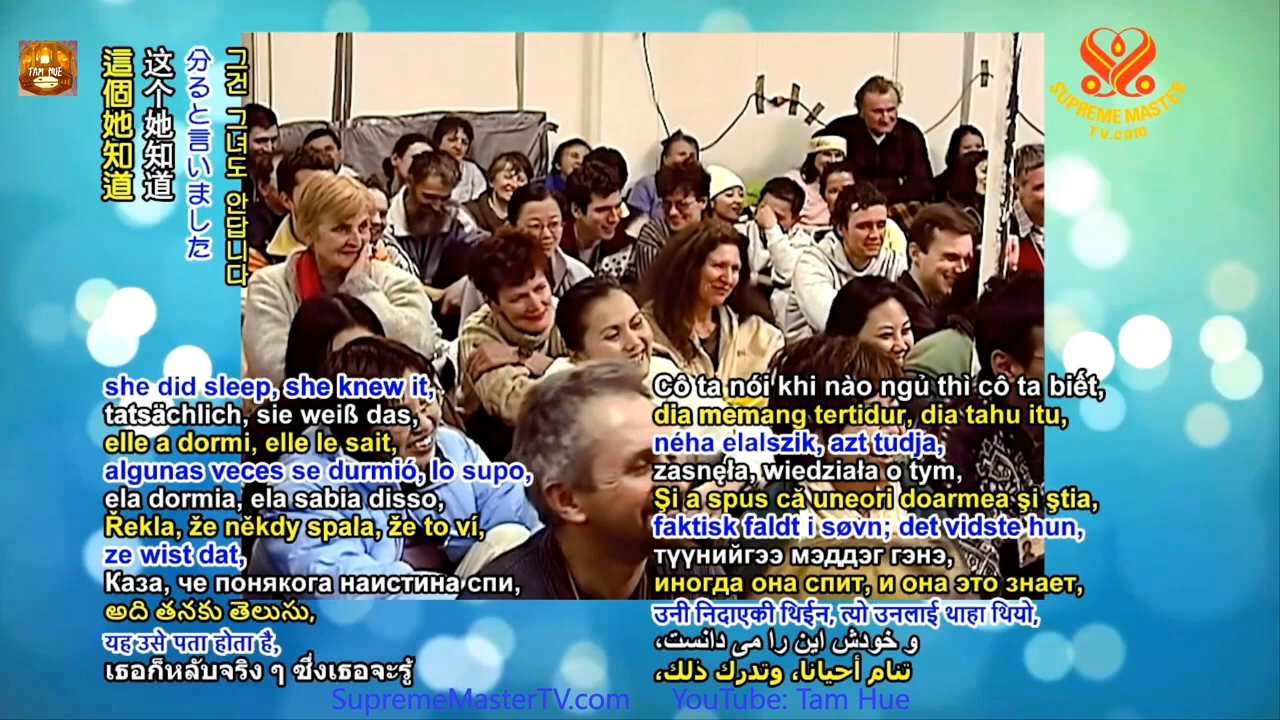 TAM HUE
這個她知道
这个她知道
分ると言いました
그건 그녀도 안답니다
SUPREME MASTER
TV.com
she did sleep, she knew it,
tatsächlich, sie weiß das,
elle a dormi, elle le sait,
algunas veces se durmió, lo supo,
ela dormia, ela sabia disso,
Řekla, že někdy spala, že to ví,
ze wist dat,
Каза, че понякога наистина спи,
అది తనకు తెలుసు,
यह उसे पता होता है,
เธอก็หลับจริง ๆ ซึ่งเธอจะรู้
Cô ta nói khi nào ngủ thì cô ta biết,
dia memang tertidur, dia tahu itu,
néha elalszik, azt tudja,
zasnęła, wiedziała o tym,
Şi a spus că uneori doarmea şi ştia,
faktisk faldt i søvn; det vidste hun,
түүнийгээ мэддэг гэнэ,
иногда она спит, и она это знает,
उनी निदाएकी थिईन, त्यो उनलाई थाहा थियो,
و خودش این را می دانست،
تنام أحيانا، وتدرك ذلك،
SupremeMasterTV.com
YouTube: Tam Hue